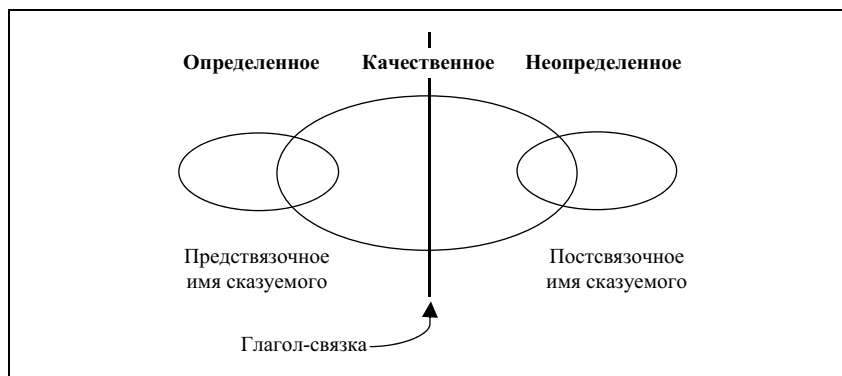 Определенное Качественное Неопределенное
Предствязочное
имя сказуемого
Постсвязочное
имя сказуемого
Глагол-связка